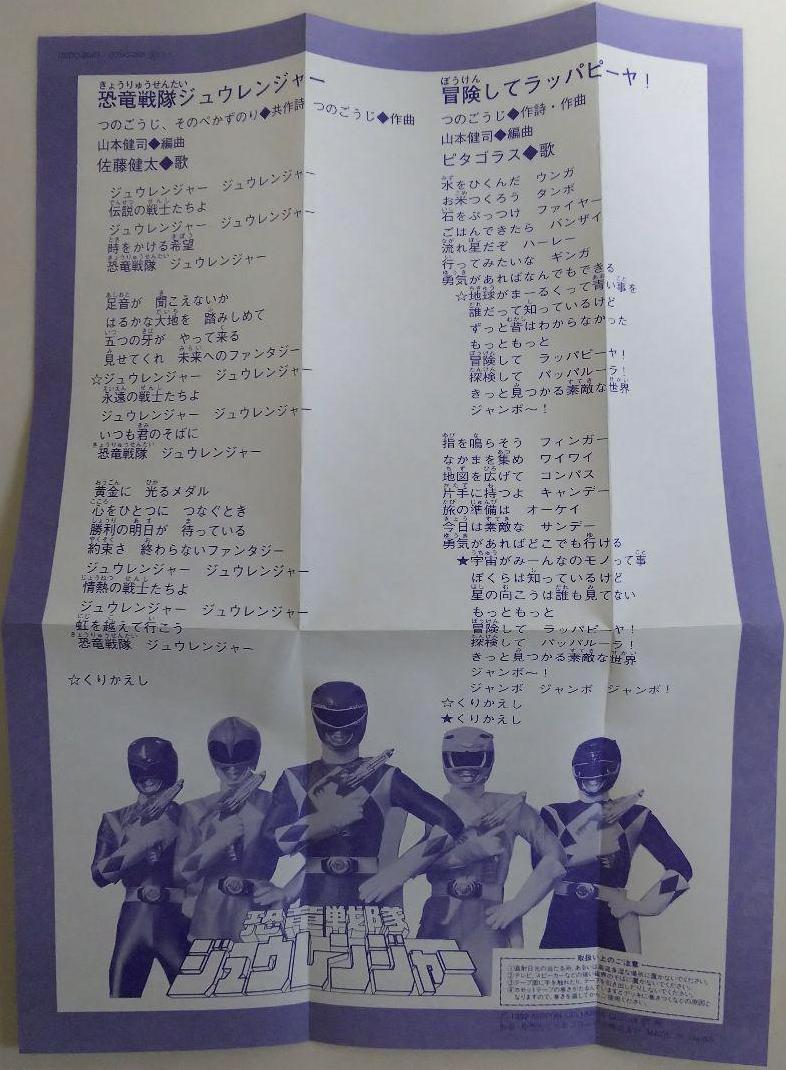 恐竜戦隊ジュウレンジャー
つのごうじ、そのべかずのり◆共作詩 つのごうじ◆作曲
山本健司◆編曲
佐藤健太◆歌
ジュウレンジャー ジュウレンジャー
伝説の戦士たちよ
ジュウレンジャー ジュウレンジャー
時をかける希望
恐竜戦隊 ジュウレンジャー
足音が 聞こえないか
はるかな大地を 踏みしめて
五つの牙が やって来る
見せてくれ 未来へのファンタジー
☆ジュウレンジャー ジュウレンジャー
永遠の戦士たちよ
ジュウレンジャー ジュウレンジャー
いつも君のそばに
恐竜戦隊 ジュウレンジャー
黄金に 光るメダル
心をひとつに つなぐとき
勝利の明日が 待っている
約束さ 終わらないファンタジー
ジュウレンジャー ジュウレンジャー
情熱の戦士たちよ
ジュウレンジャー ジュウレンジャー
虹を越えて行こう
恐竜戦隊 ジュウレンジャー
☆くりかえし
冒険してラッパピーヤ!
つのごうじ◆作詩・作曲
山本健司◆編曲
ピタゴラス◆歌
水をひくんだ ウンガ
お米つくろう タンボ
石をぶっつけ ファイヤー
ごはんできたら バンザイ
流れ星だぞ ハーレー
行ってみたいな ギンガ
勇気があればなんでもできる
☆地球がまーるくって青い事を
誰だって知っているけど
ずっと昔はわからなかった
もっともっと
冒険して ラッパピーヤ!
探検して パッパルーラ!
きっと見つかる素敵な世界
ジャンボ〜!
指を鳴らそう フィンガー
なかまを集め ワイワイ
地図を広げて コンパス
片手に持つよ キャンデー
旅の準備は オーケイ
今日は素敵な サンデー
勇気があればどこでも行ける
★宇宙がみーんなのモノって事
ぼくらは知っているけど
星の向こうは誰も見てない
もっともっと
冒険して ラッパピーヤ!
探検して パッパルーラ!
きっと見つかる素敵な世界
ジャンボ〜!
ジャンボ ジャンボ ジャンボ!
☆くりかえし
★くりかえし
恐竜戦隊
ジュウレンジャー
取扱い上のご注意